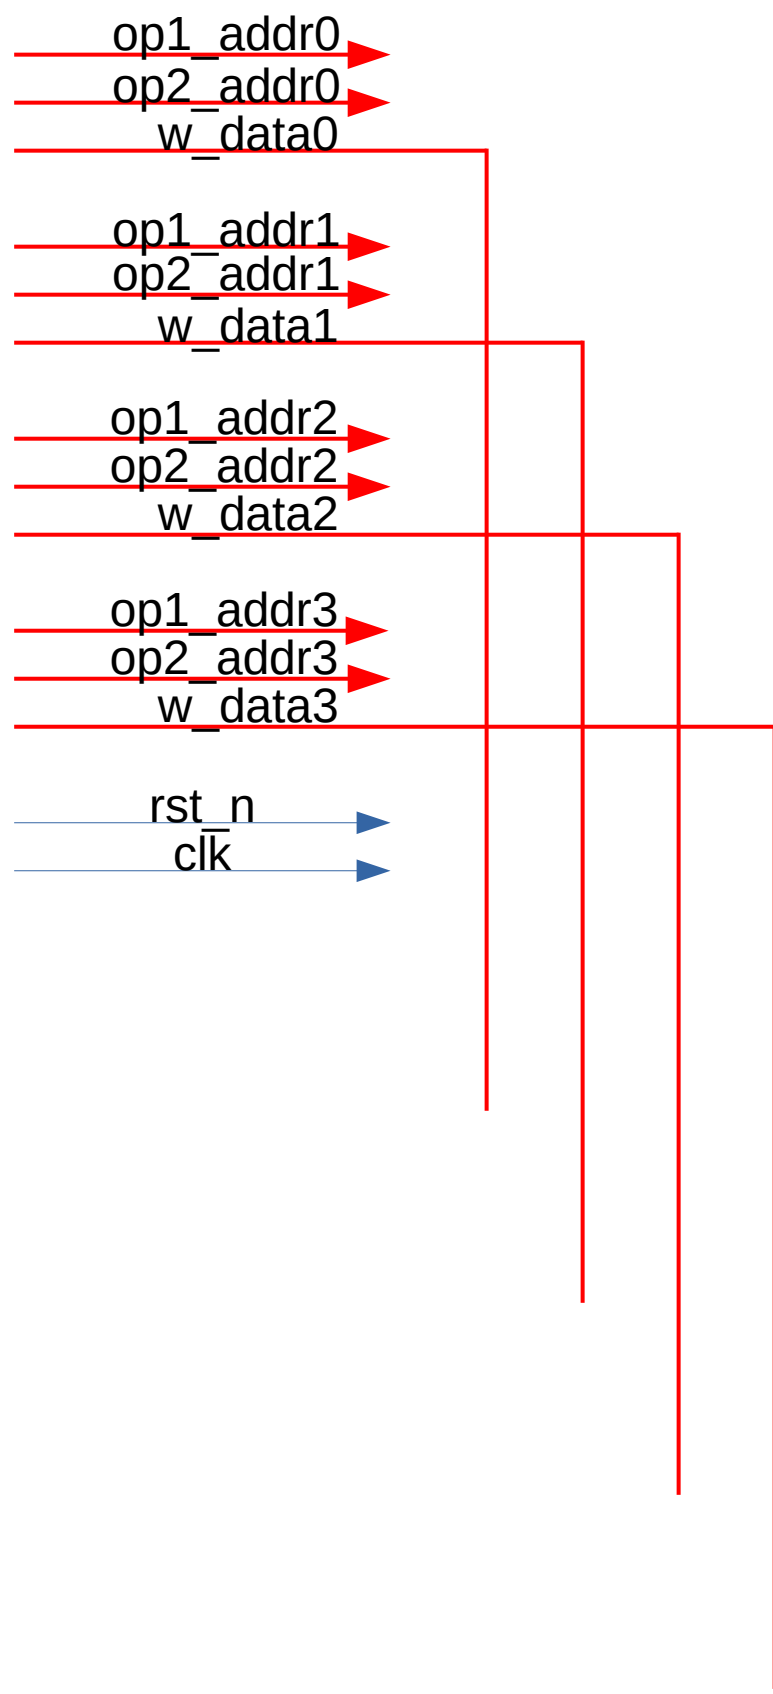 op1_addr0
op2_addr0
w_data0
op1_addr1
op2_addr1
w_data1
op1_addr2
op2_addr2
w_data2
op1_addr3
op2_addr3
w_data3
rst_n
clk